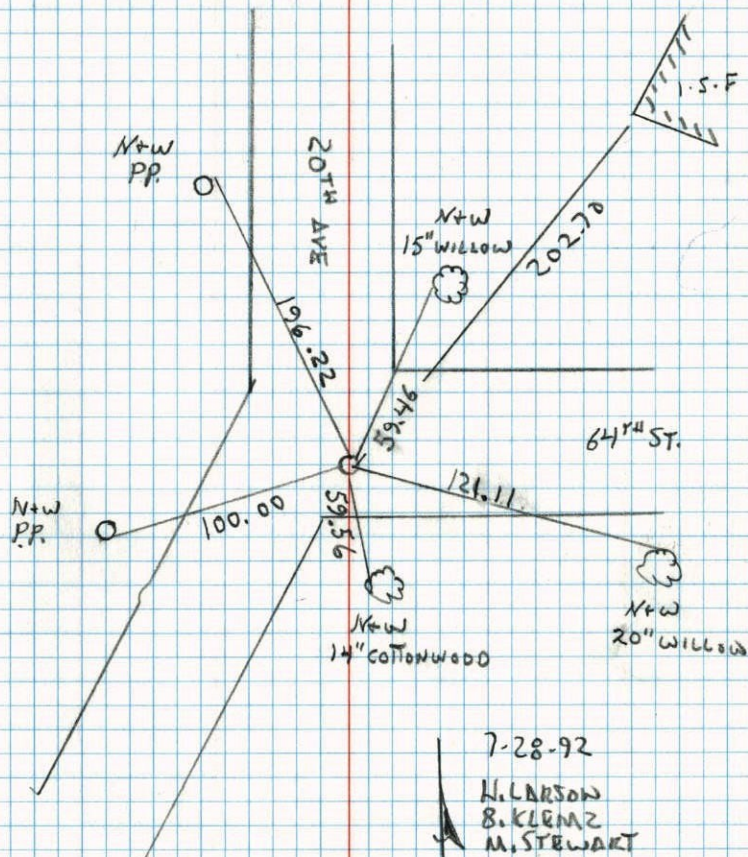 1.S.F
N+W
PP.
20TH AVE
N+W
15" WILLOW
202.70
196.22
59.46
64TH ST.
121.11
N+W
P.P.
100.00
59.56
N+W
14" COTTONWOOD
N+W
20" WILLOW
7-28-92
H. LARSON
B. KLEMZ
M. STEWART